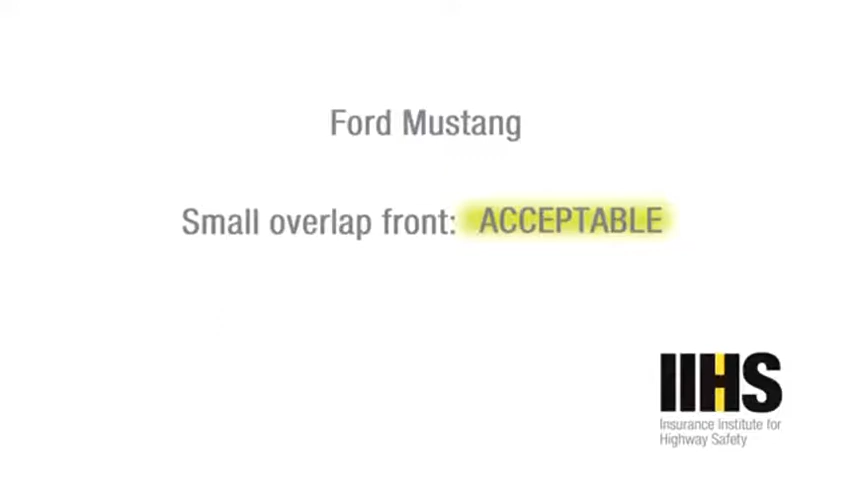 Ford Mustang
Small overlap front: ACCEPTABLE
IIHS
Insurance Institute for
Highway Safety